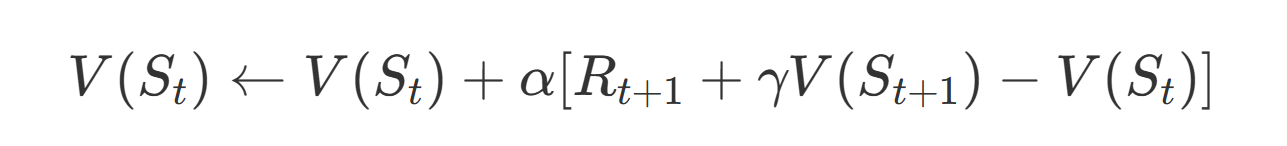 V(S_t) ← V(S_t) + α[R_{t+1} + γV(S_{t+1}) − V(S_t)]